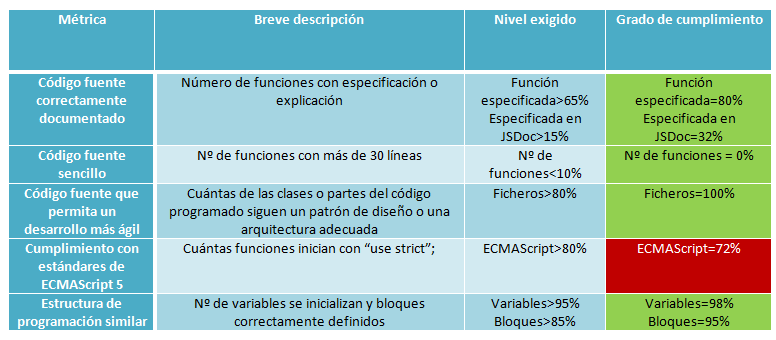 Métrica
Breve descripción
Nivel exigido
Grado de cumplimiento
Código fuente
correctamente
documentado
Número de funciones con especificación o
explicación
Función
especificada>65%
Especificada en
JSDoc>15%
Función
especificada=80%
Especificada en
JSDoc=32%
Código fuente
sencillo
Nº de funciones con más de 30 líneas
Nº de
funciones<10%
Nº de funciones = 0%
Código fuente que
permita un
desarrollo más ágil
Cuántas de las clases o partes del código
programado siguen un patrón de diseño o una
arquitectura adecuada
Ficheros>80%
Ficheros=100%
Cumplimiento con
estándares de
ECMAScript 5
Cuántas funciones inician con “use strict”;
ECMAScript>80%
ECMAScript=72%
Estructura de
programación similar
Nº de variables se inicializan y bloques
correctamente definidos
Variables>95%
Bloques>85%
Variables=98%
Bloques=95%